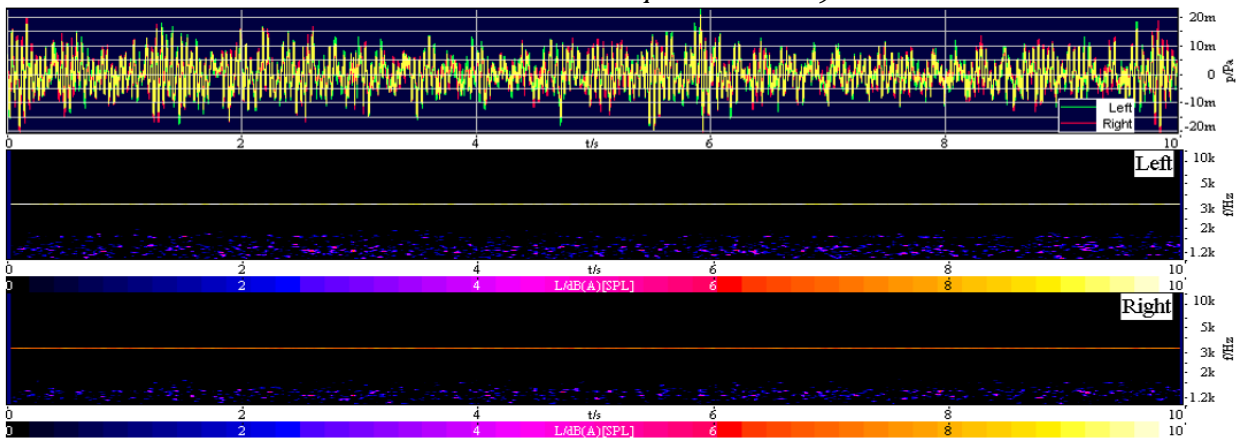 20m
10m
0
-10m
-20m
p/Pa
Left
Right
0 2 4 t/s 6 8 10
Left
10k
5k
3k
2k
1.2k
f/Hz
0 2 4 t/s 6 8 10
0 2 4 L/dB(A)[SPL] 6 8 10
Right
10k
5k
3k
2k
1.2k
f/Hz
0 2 4 t/s 6 8 10
0 2 4 L/dB(A)[SPL] 6 8 10